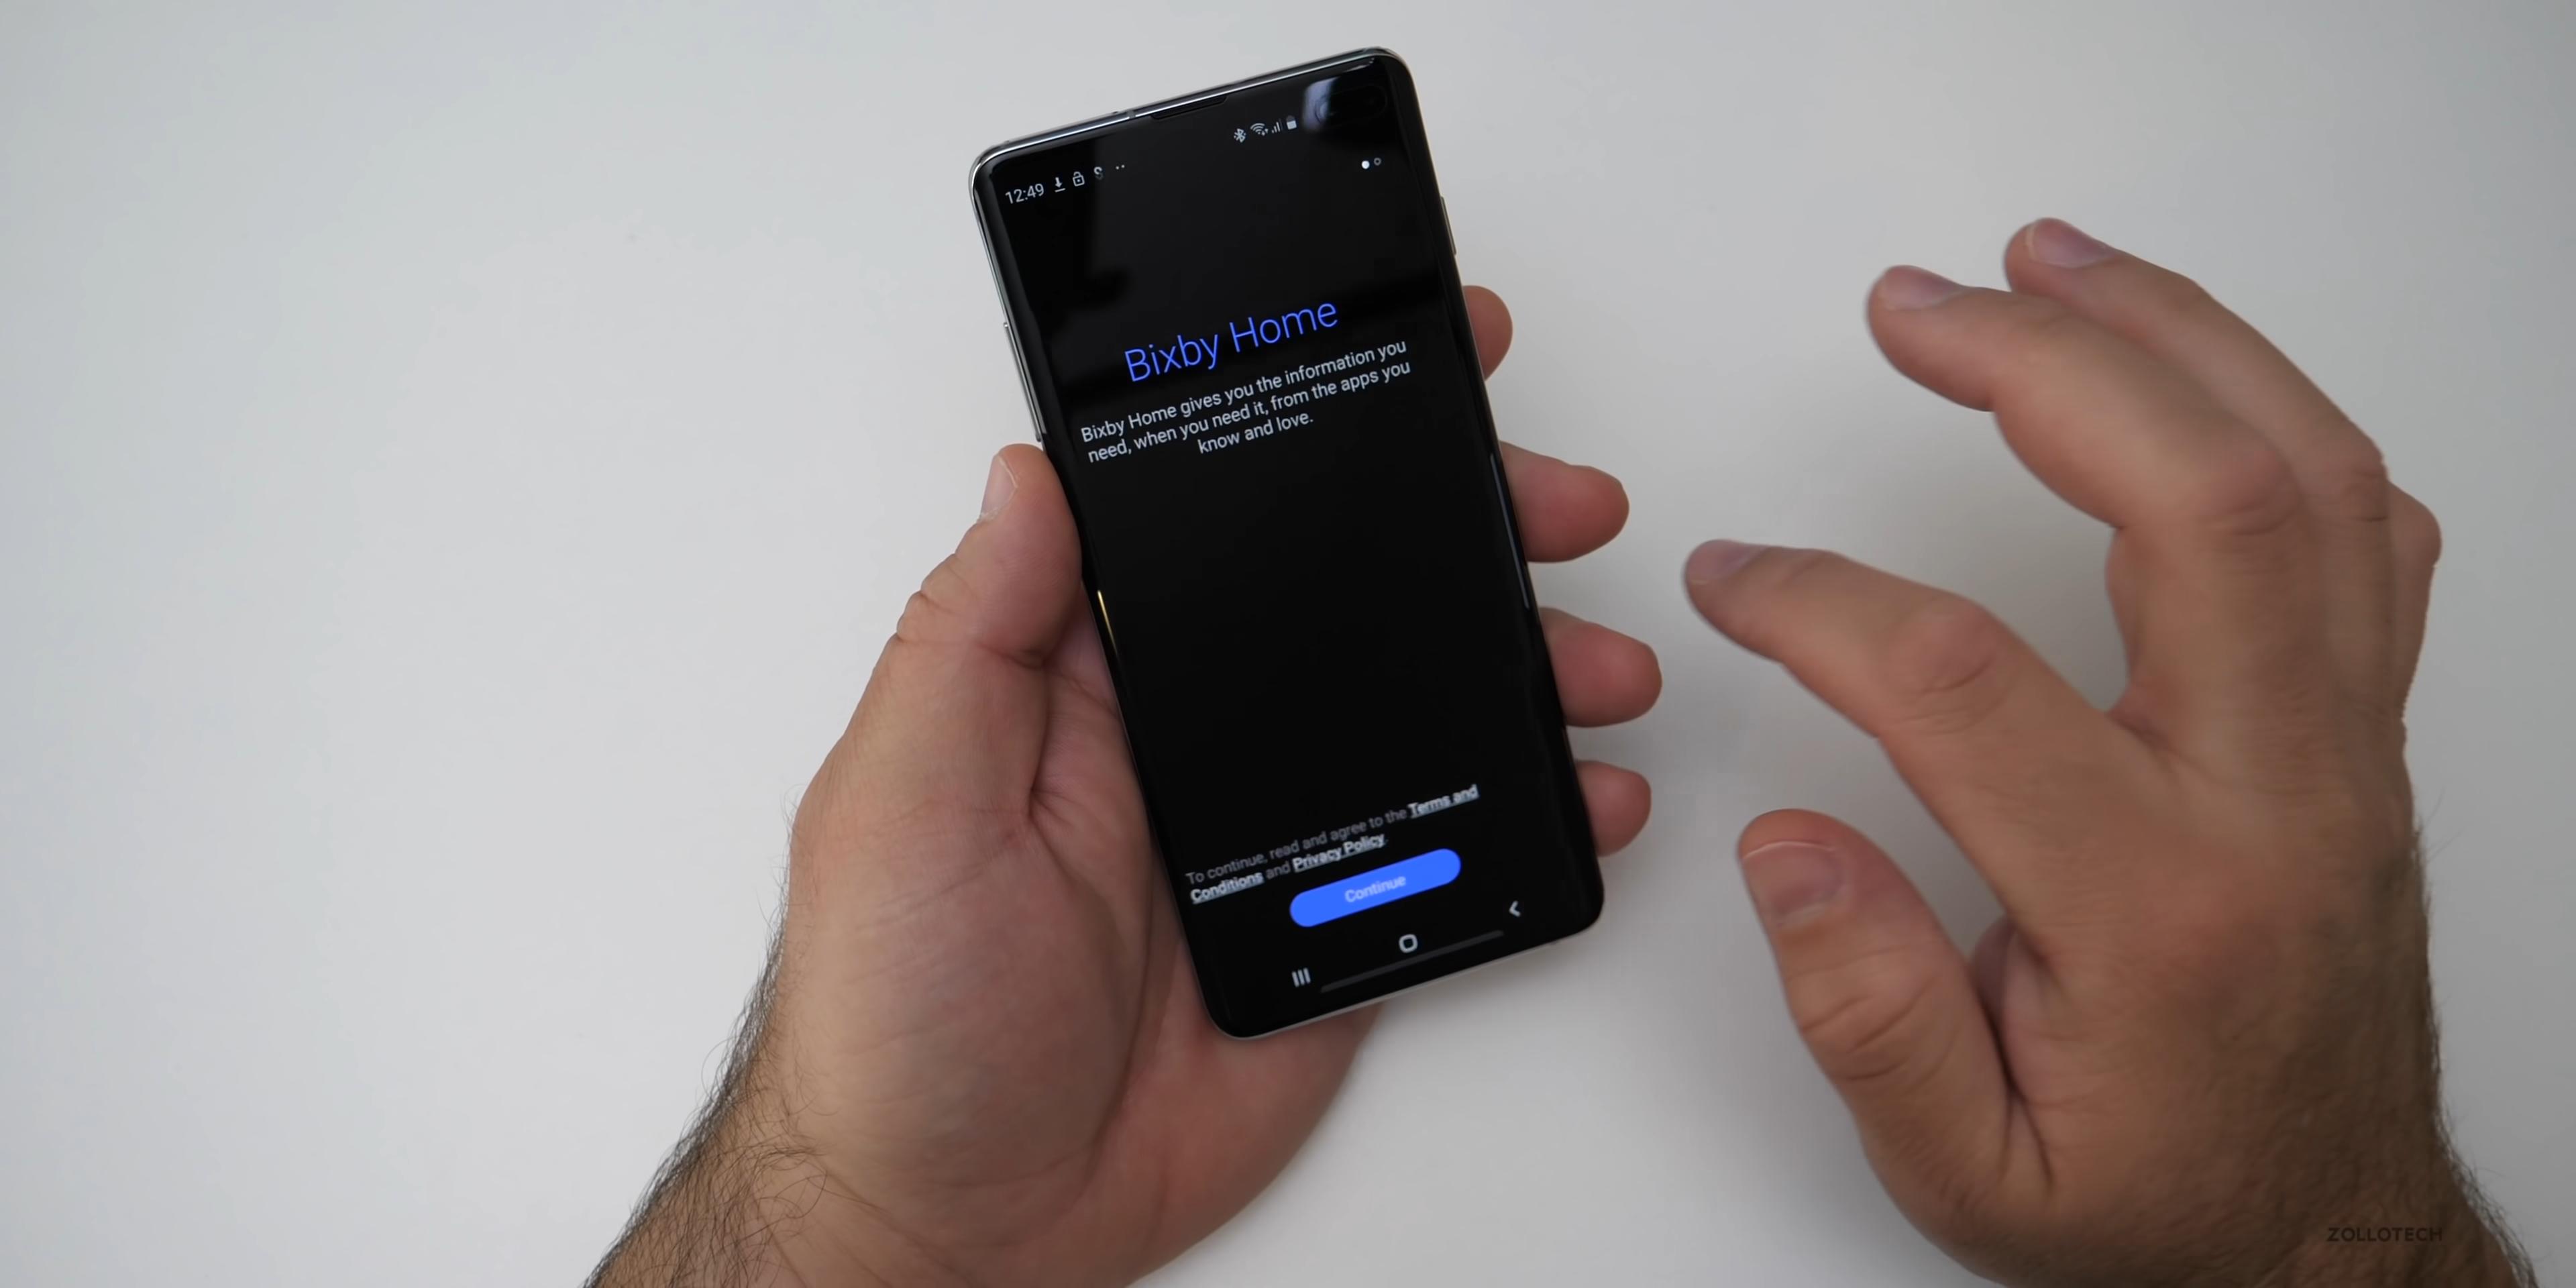 12:49
Bixby Home
Bixby Home gives you the information you
need, when you need it, from the apps you
know and love.
To continue, read and agree to the Terms and
Conditions and Privacy Policy.
Continue
ZOLLOTECH